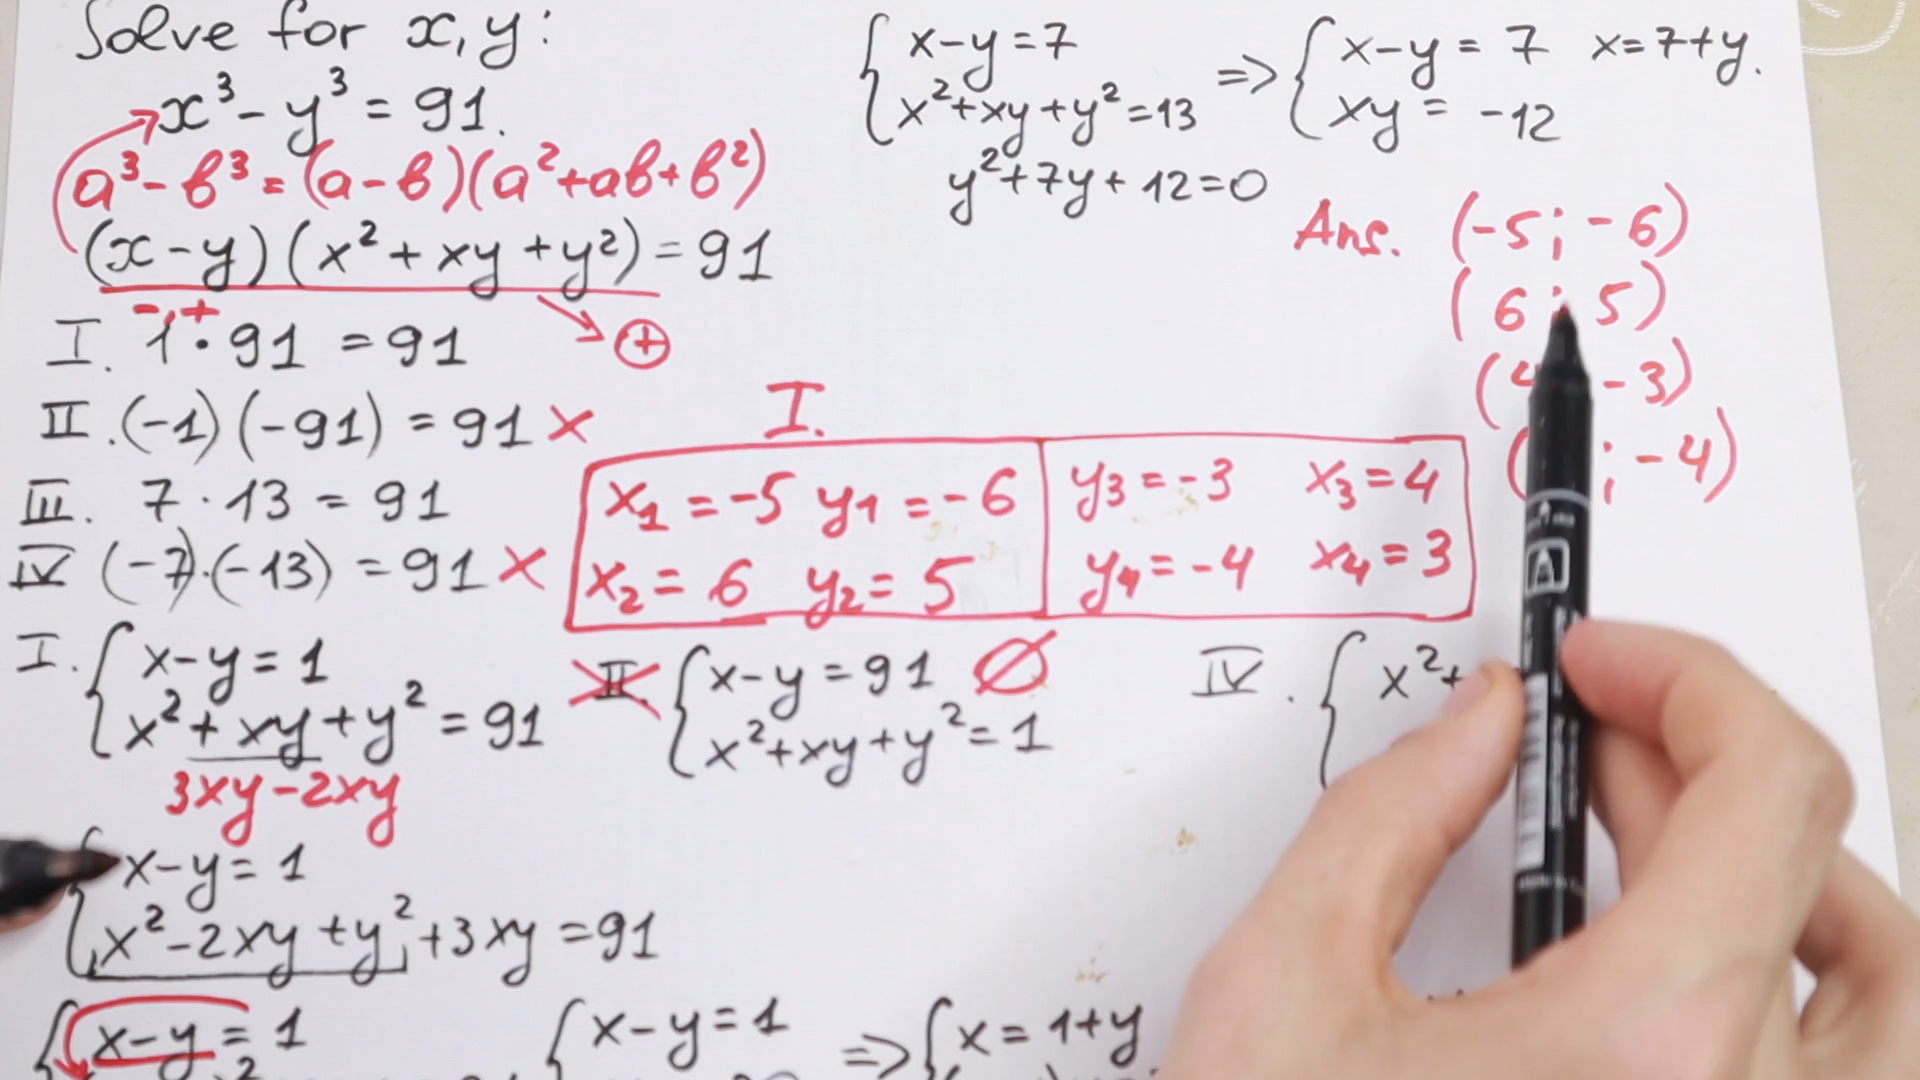 Solve for x, y:
x³ - y³ = 91.
a³ - b³ = (a - b)(a² + ab + b²)
(x - y)(x² + xy + y²) = 91
- , +
I. 1 · 91 = 91
+
II. (-1)(-91) = 91 ×
III. 7 · 13 = 91
IV (-7)·(-13) = 91 ×
I. { x - y = 1
x² + xy + y² = 91
3xy - 2xy
{ x - y = 1
x² - 2xy + y² + 3xy = 91
{ x - y = 1
{ x - y = 7
x² + xy + y² = 13
=> { x - y = 7 x = 7 + y.
xy = -12
y² + 7y + 12 = 0
Ans. (-5; -6)
(6; 5)
(4 -3)
( ; -4)
I.
x₁ = -5 y₁ = -6
x₂ = 6 y₂ = 5
y₃ = -3 x₃ = 4
y₄ = -4 x₄ = 3
II. { x - y = 91 Ø
x² + xy + y² = 1
IV. { x² +
{ x - y = 1
=> { x = 1 + y